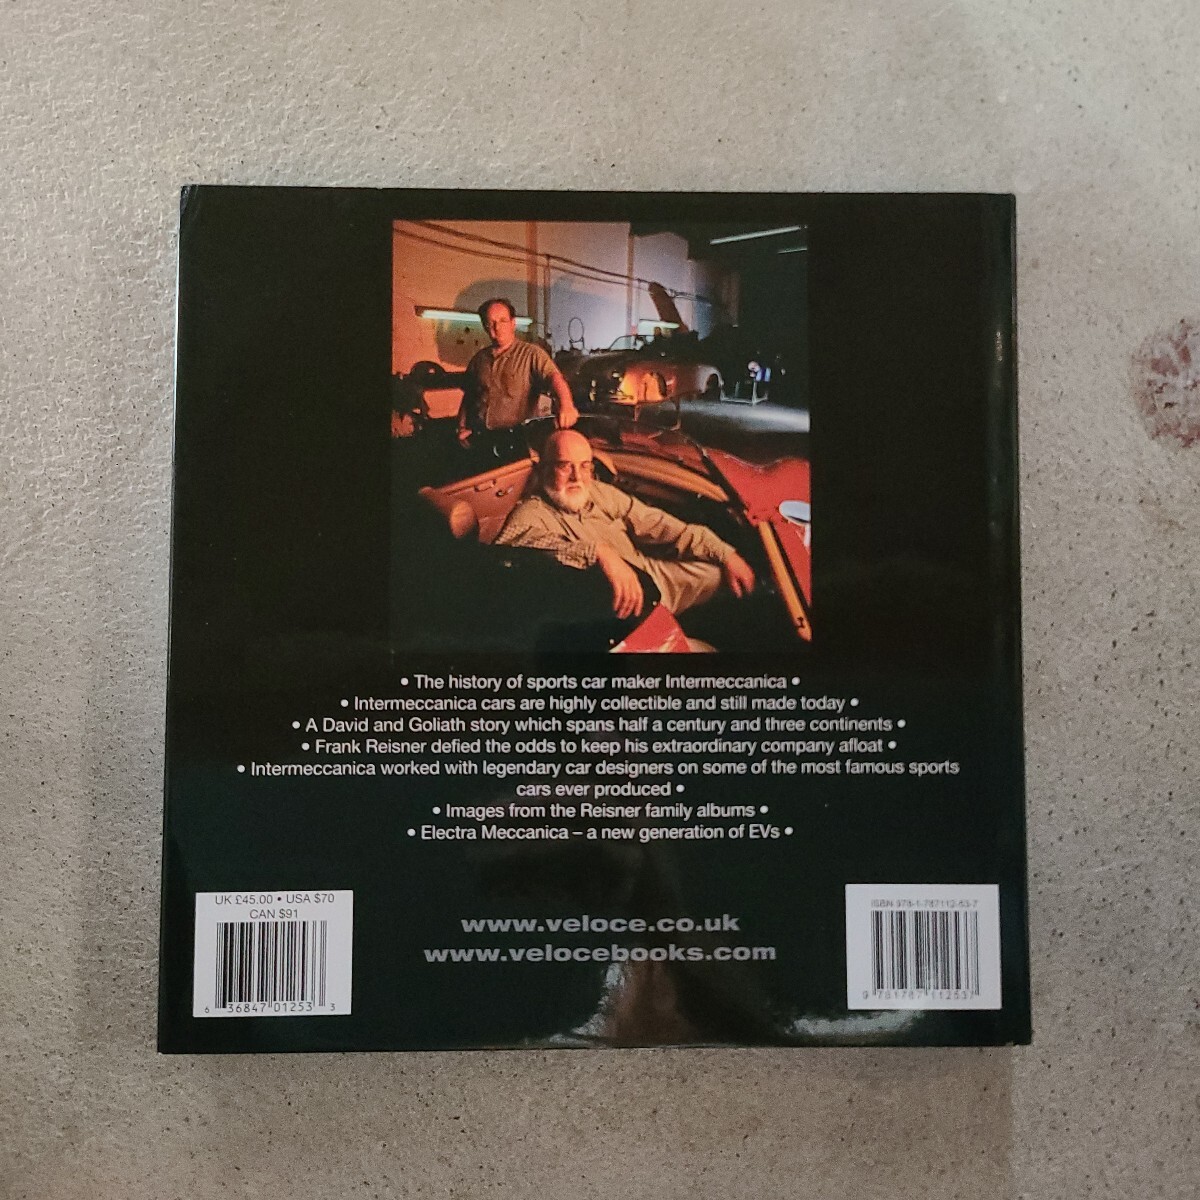 • The history of sports car maker Intermeccanica •
• Intermeccanica cars are highly collectible and still made today •
• A David and Goliath story which spans half a century and three continents •
• Frank Reisner defied the odds to keep his extraordinary company afloat •
• Intermeccanica worked with legendary car designers on some of the most famous sports
cars ever produced •
• Images from the Reisner family albums •
• Electra Meccanica – a new generation of EVs •
UK £45.00 • USA $70
CAN $91
6 36847 01253 3
www.veloce.co.uk
www.velocebooks.com
ISBN 978-1-787112-53-7
9 781787 112537